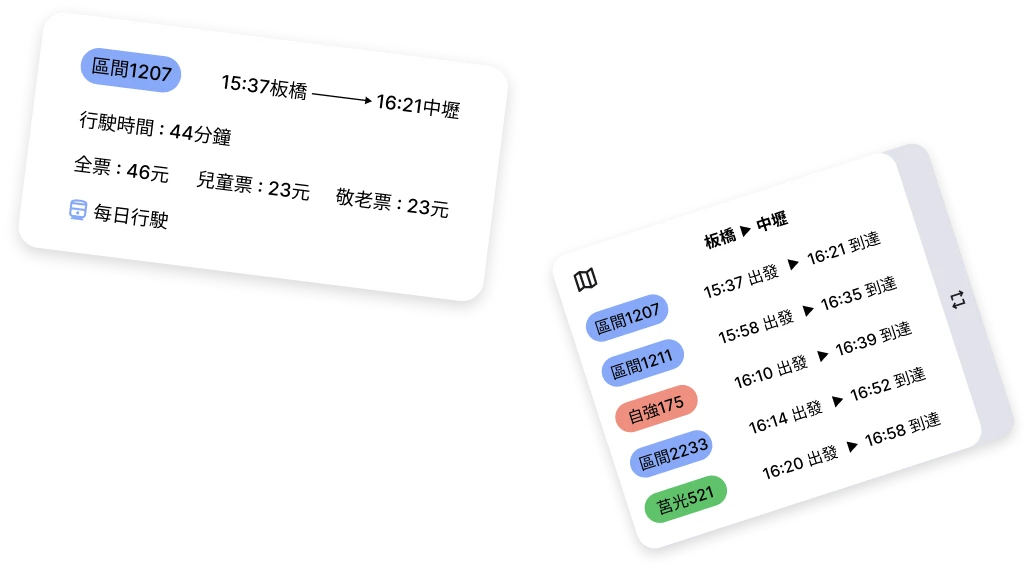 區間1207 15:37板橋 16:21中壢
行駛時間 : 44分鐘
全票 : 46元 兒童票 : 23元 敬老票 : 23元
每日行駛
板橋 ▶ 中壢
區間1207 15:37 出發 ▶ 16:21 到達
區間1211 15:58 出發 ▶ 16:35 到達
自強175 16:10 出發 ▶ 16:39 到達
區間2233 16:14 出發 ▶ 16:52 到達
莒光521 16:20 出發 ▶ 16:58 到達